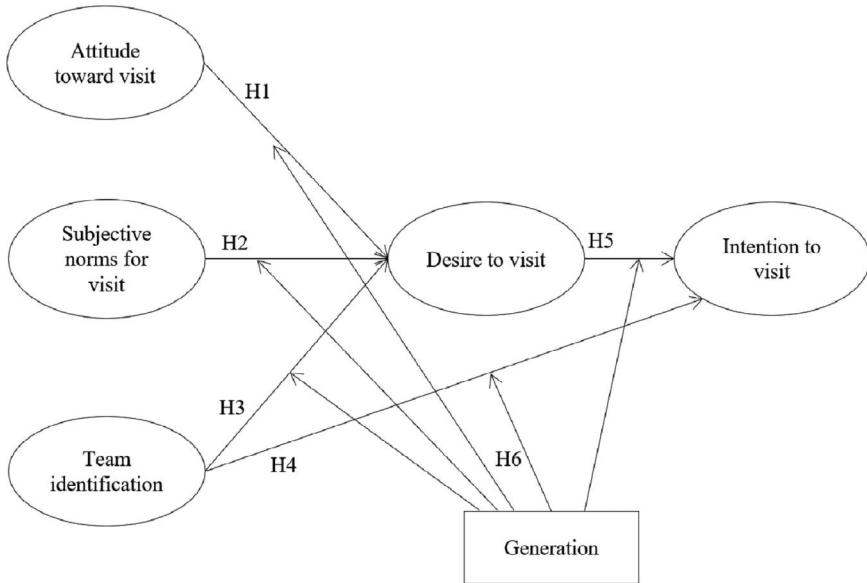 Attitude
toward visit
H1
Subjective
norms for
visit
H2
Desire to visit
H5
Intention to
visit
H3
Team
identification
H4
H6
Generation